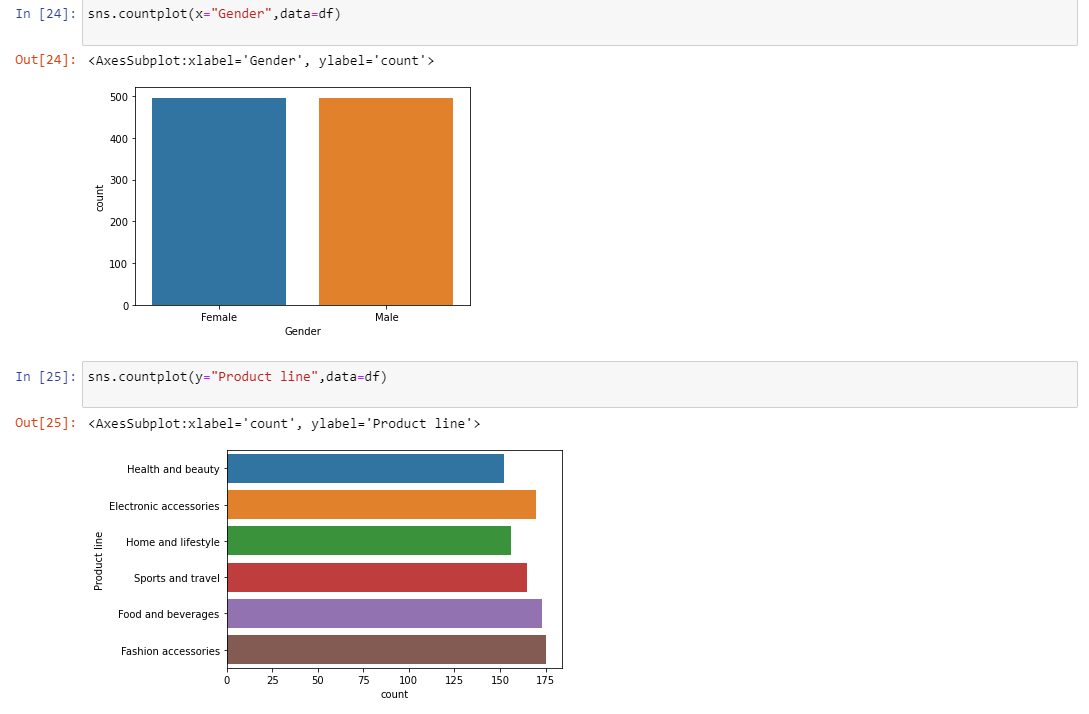 In [24]: sns.countplot(x="Gender",data=df)
Out[24]: <AxesSubplot:xlabel='Gender', ylabel='count'>
500
400
300
200
100
0
count
Female Male
Gender
In [25]: sns.countplot(y="Product line",data=df)
Out[25]: <AxesSubplot:xlabel='count', ylabel='Product line'>
Product line
Health and beauty
Electronic accessories
Home and lifestyle
Sports and travel
Food and beverages
Fashion accessories
0 25 50 75 100 125 150 175
count